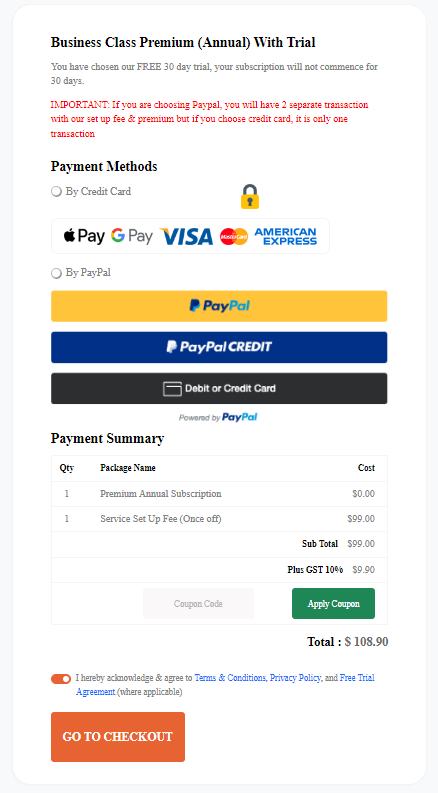 Business Class Premium (Annual) With Trial
You have chosen our FREE 30 day trial, your subscription will not commence for
30 days.
IMPORTANT: If you are choosing Paypal, you will have 2 separate transaction
with our set up fee & premium but if you choose credit card, it is only one
transaction
Payment Methods
By Credit Card
Pay G Pay VISA MasterCard AMERICAN EXPRESS
By PayPal
PayPal
PayPal CREDIT
Debit or Credit Card
Powered by PayPal
Payment Summary
Qty Package Name Cost
1 Premium Annual Subscription $0.00
1 Service Set Up Fee (Once off) $99.00
Sub Total $99.00
Plus GST 10% $9.90
Coupon Code Apply Coupon
Total : $ 108.90
I hereby acknowledge & agree to Terms & Conditions, Privacy Policy, and Free Trial
Agreement (where applicable)
GO TO CHECKOUT